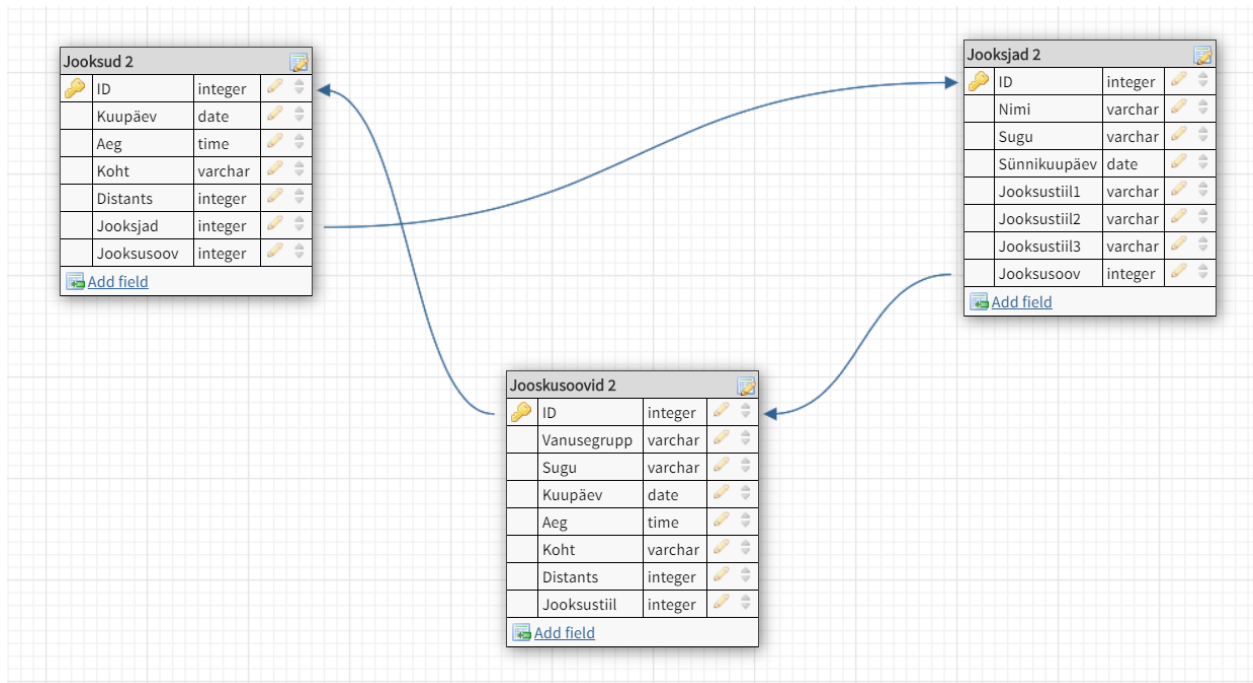 Jooksud 2
ID integer
Kuupäev date
Aeg time
Koht varchar
Distants integer
Jooksjad integer
Jooksusoov integer
Add field
Jooksjad 2
ID integer
Nimi varchar
Sugu varchar
Sünnikuupäev date
Jooksustiil1 varchar
Jooksustiil2 varchar
Jooksustiil3 varchar
Jooksusoov integer
Add field
Jooskusoovid 2
ID integer
Vanusegrupp varchar
Sugu varchar
Kuupäev date
Aeg time
Koht varchar
Distants integer
Jooksustiil integer
Add field